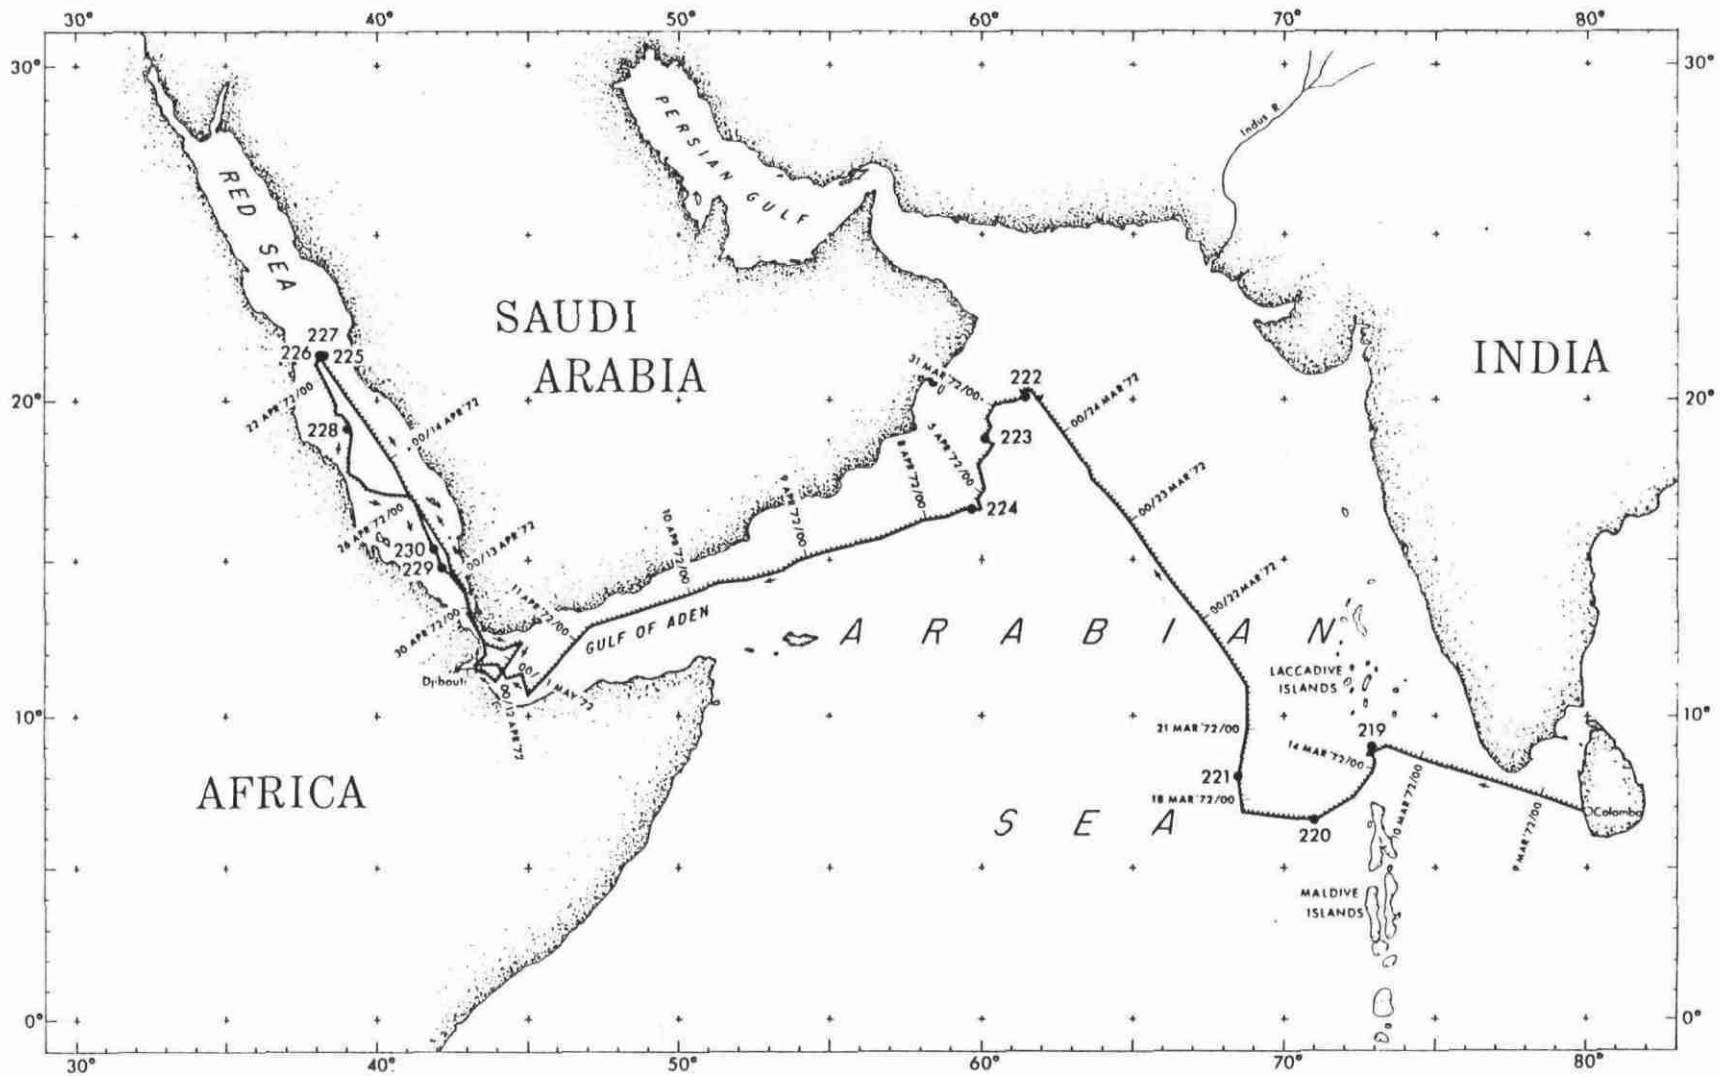 30° 40° 50° 60° 70° 80°
30° 30°
PERSIAN GULF
Indus R
RED SEA
SAUDI
ARABIA
INDIA
227
226 225
31 MAR '72/00
222
00/24 MAR '72
22 APR '72/00
00/14 APR '72
20° 20°
228
223
5 APR '72/00
8 APR '72/00
00/23 MAR '72
9 APR '72/00
10 APR '72/00
224
26 APR '72/00
230
00/13 APR '72
229
11 APR '72/00
00/22 MAR '72
30 APR '72/00
GULF OF ADEN
ARABIAN
Djibouti
00/1 MAY '72
00/12 APR '72
LACCADIVE
ISLANDS
10° 10°
21 MAR '72/00
219
14 MAR '72/00
221
18 MAR '72/00
10 MAR '72/00
AFRICA
SEA
220
9 MAR '72/00
Colombo
MALDIVE
ISLANDS
0° 0°
30° 40° 50° 60° 70° 80°